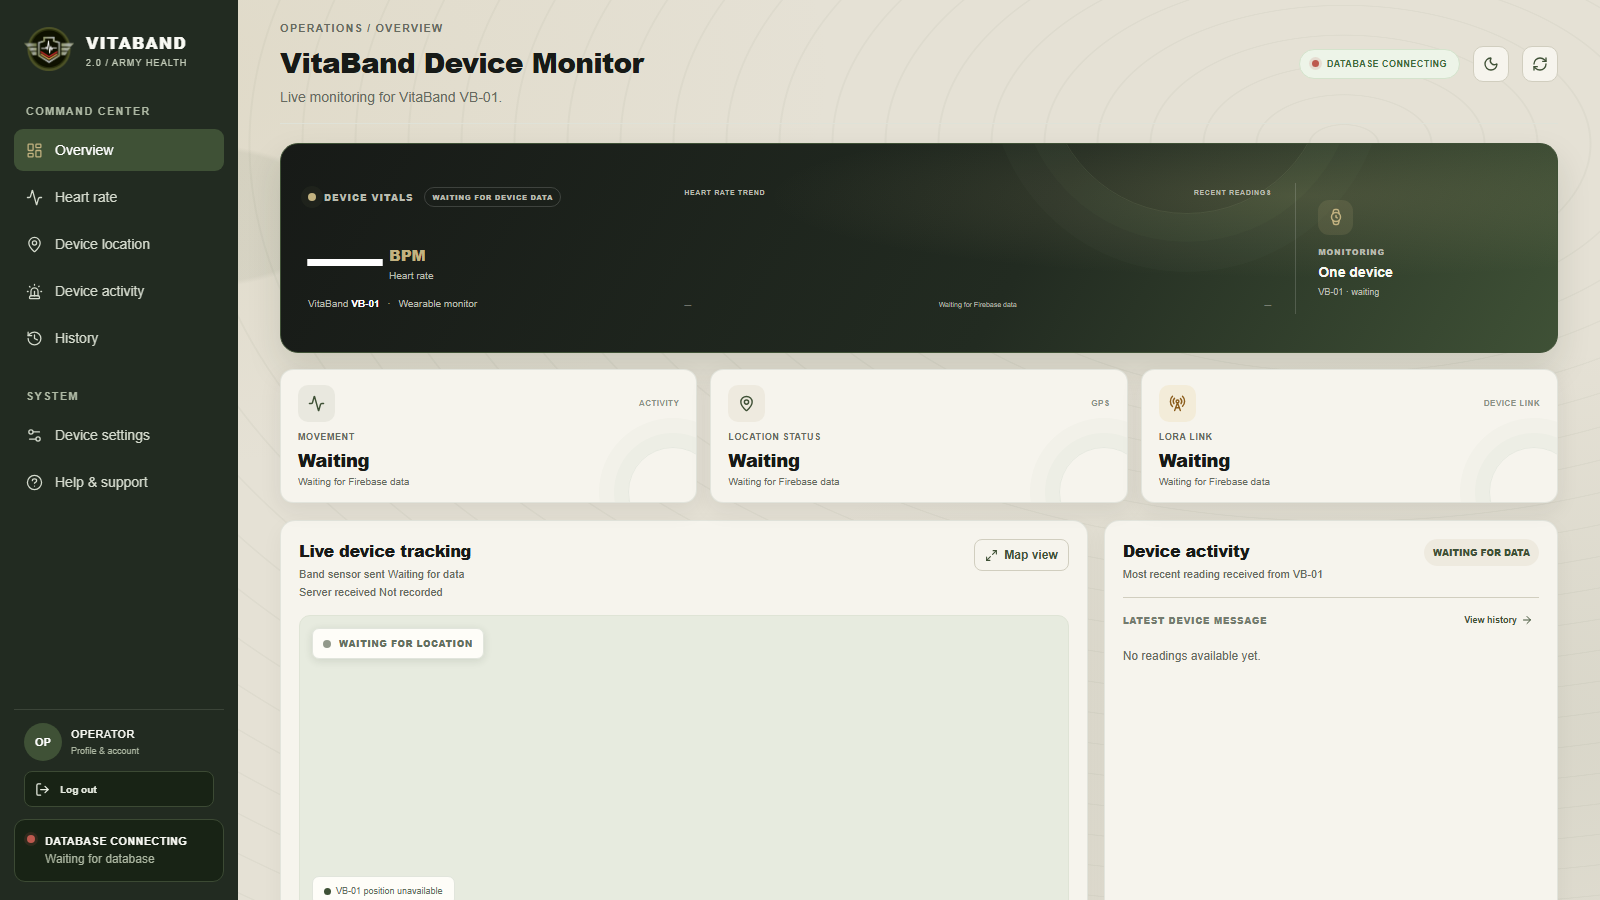 VITABAND
2.0 / ARMY HEALTH
COMMAND CENTER
Overview
Heart rate
Device location
Device activity
History
SYSTEM
Device settings
Help & support
OP
OPERATOR
Profile & account
Log out
DATABASE CONNECTING
Waiting for database
OPERATIONS / OVERVIEW
VitaBand Device Monitor
Live monitoring for VitaBand VB-01.
DATABASE CONNECTING
DEVICE VITALS
WAITING FOR DEVICE DATA
— BPM
Heart rate
VitaBand VB-01 · Wearable monitor
HEART RATE TREND
RECENT READINGS
—
Waiting for Firebase data
—
MONITORING
One device
VB-01 · waiting
ACTIVITY
MOVEMENT
Waiting
Waiting for Firebase data
GPS
LOCATION STATUS
Waiting
Waiting for Firebase data
DEVICE LINK
LORA LINK
Waiting
Waiting for Firebase data
Live device tracking
Band sensor sent Waiting for data
Server received Not recorded
Map view
WAITING FOR LOCATION
VB-01 position unavailable
Device activity
Most recent reading received from VB-01
WAITING FOR DATA
LATEST DEVICE MESSAGE
View history
No readings available yet.